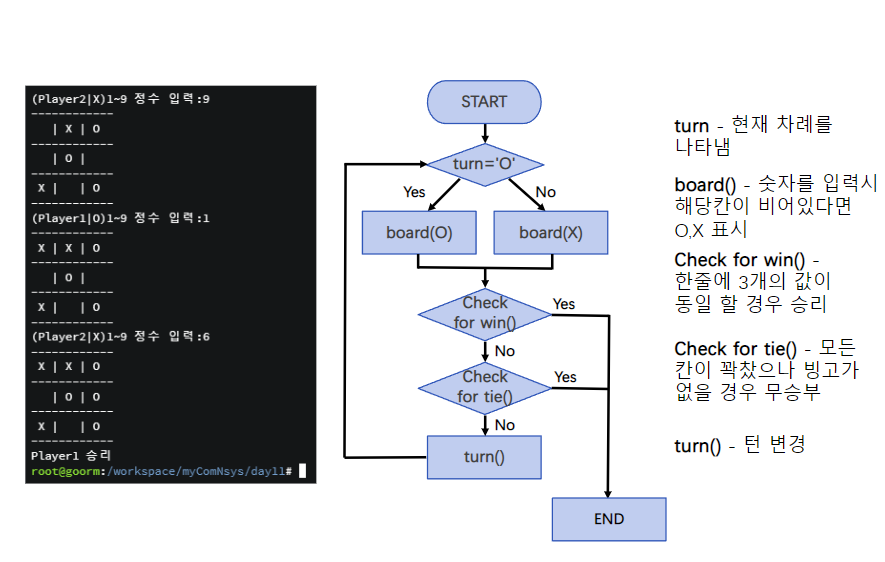 (Player2|X)1~9 정수 입력:9
------------
   | X | O
------------
   | O |
------------
 X |   | O
------------
(Player1|O)1~9 정수 입력:1
------------
 X | X | O
------------
   | O |
------------
 X |   | O
------------
(Player2|X)1~9 정수 입력:6
------------
 X | X | O
------------
   | O | O
------------
 X |   | O
------------
Player1 승리
root@goorm:/workspace/myComNsys/day11#
START
turn='O'
Yes
No
board(O)
board(X)
Check
for win()
Yes
No
Check
for tie()
Yes
No
turn()
END
turn - 현재 차례를
나타냄
board() - 숫자를 입력시
해당칸이 비어있다면
O,X 표시
Check for win() -
한줄에 3개의 값이
동일 할 경우 승리
Check for tie() - 모든
칸이 꽉찼으나 빙고가
없을 경우 무승부
turn() - 턴 변경